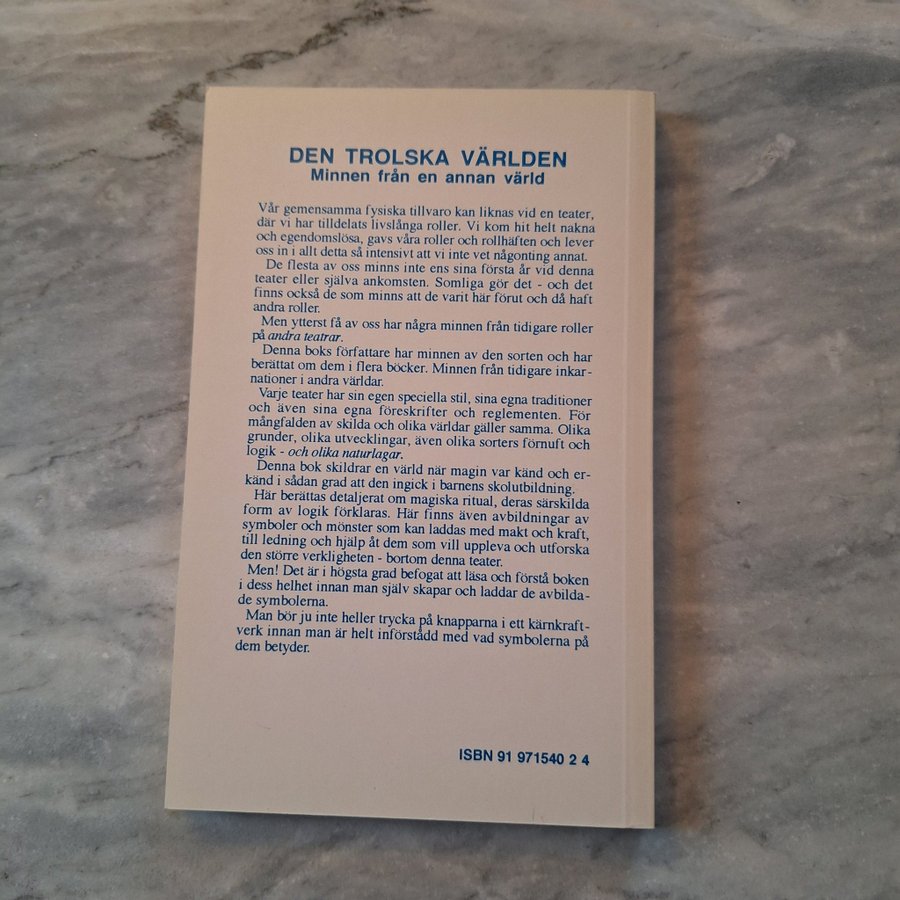 DEN TROLSKA VÄRLDEN
Minnen från en annan värld
Vår gemensamma fysiska tillvaro kan liknas vid en teater,
där vi har tilldelats livslånga roller. Vi kom hit helt nakna
och egendomslösa, gavs våra roller och rollhäften och lever
oss in i allt detta så intensivt att vi inte vet någonting annat.
De flesta av oss minns inte ens sina första år vid denna
teater eller själva ankomsten. Somliga gör det - och det
finns också de som minns att de varit här förut och då haft
andra roller.
Men ytterst få av oss har några minnen från tidigare roller
på andra teatrar.
Denna boks författare har minnen av den sorten och har
berättat om dem i flera böcker. Minnen från tidigare inkar-
nationer i andra världar.
Varje teater har sin egen speciella stil, sina egna traditioner
och även sina egna föreskrifter och reglementen. För
mångfalden av skilda och olika världar gäller samma. Olika
grunder, olika utvecklingar, även olika sorters förnuft och
logik - och olika naturlagar.
Denna bok skildrar en värld när magin var känd och er-
känd i sådan grad att den ingick i barnens skolutbildning.
Här berättas detaljerat om magiska ritual, deras särskilda
form av logik förklaras. Här finns även avbildningar av
symboler och mönster som kan laddas med makt och kraft,
till ledning och hjälp åt dem som vill uppleva och utforska
den större verkligheten - bortom denna teater.
Men! Det är i högsta grad befogat att läsa och förstå boken
i dess helhet innan man själv skapar och laddar de avbilda-
de symbolerna.
Man bör ju inte heller trycka på knapparna i ett kärnkraft-
verk innan man är helt införstådd med vad symbolerna på
dem betyder.
ISBN 91 971540 2 4